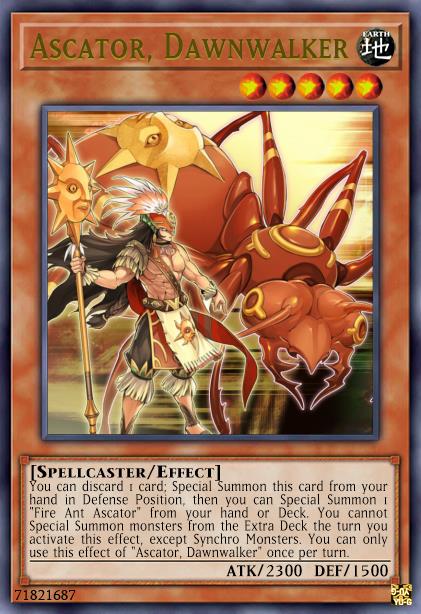 ASCATOR, DAWNWALKER
EARTH
地
[SPELLCASTER/EFFECT]
You can discard 1 card; Special Summon this card from your
hand in Defense Position, then you can Special Summon 1
"Fire Ant Ascator" from your hand or Deck. You cannot
Special Summon monsters from the Extra Deck the turn you
activate this effect, except Synchro Monsters. You can only
use this effect of "Ascator, Dawnwalker" once per turn.
ATK/2300 DEF/1500
71821687